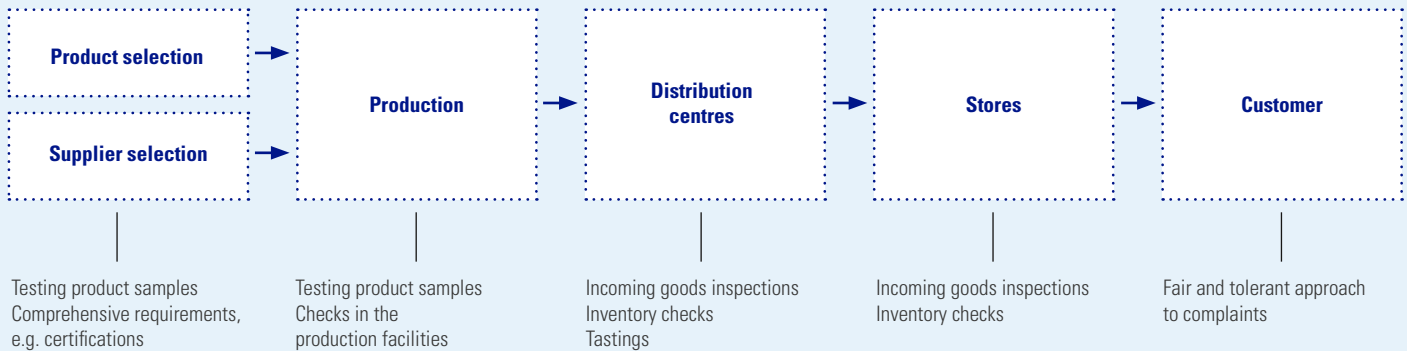 Product selection
Supplier selection
Production
Distribution
centres
Stores
Customer
Testing product samples
Comprehensive requirements,
e.g. certifications
Testing product samples
Checks in the
production facilities
Incoming goods inspections
Inventory checks
Tastings
Incoming goods inspections
Inventory checks
Fair and tolerant approach
to complaints